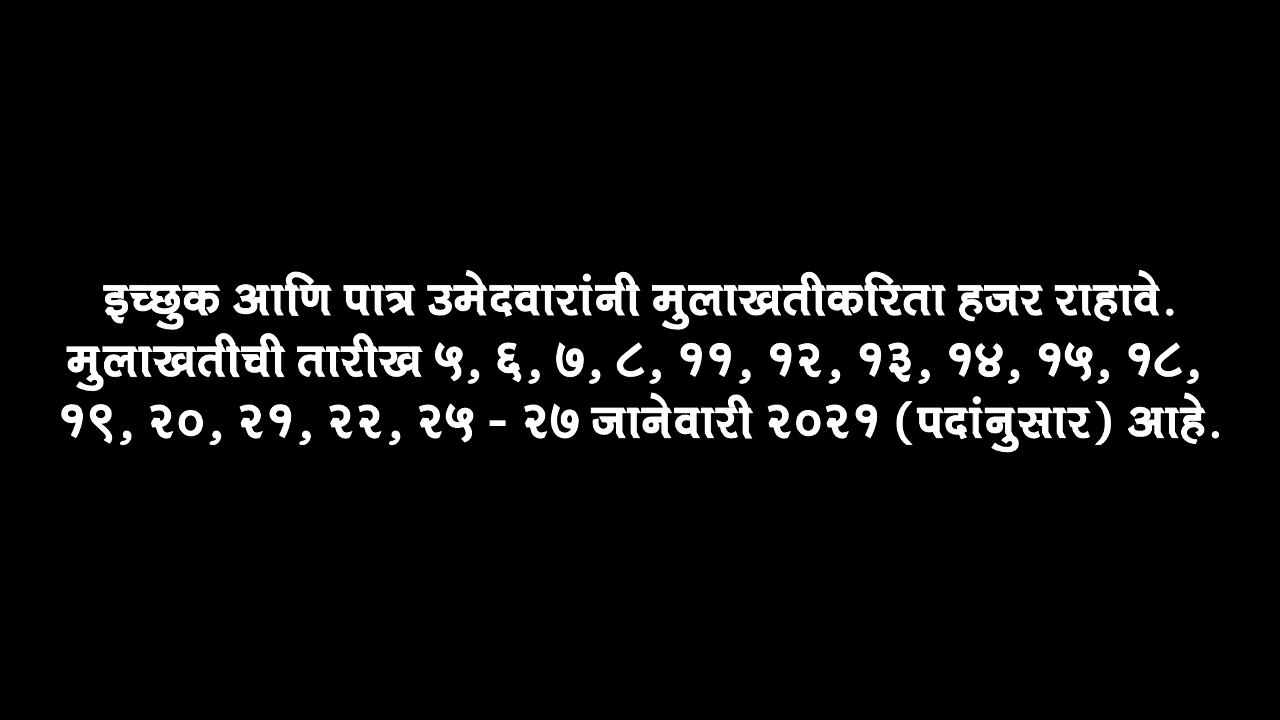 इच्छुक आणि पात्र उमेदवारांनी मुलाखतीकरिता हजर राहावे.
मुलाखतीची तारीख ५, ६, ७, ८, ११, १२, १३, १४, १५, १८,
१९, २०, २१, २२, २५ - २७ जानेवारी २०२१ (पदांनुसार) आहे.